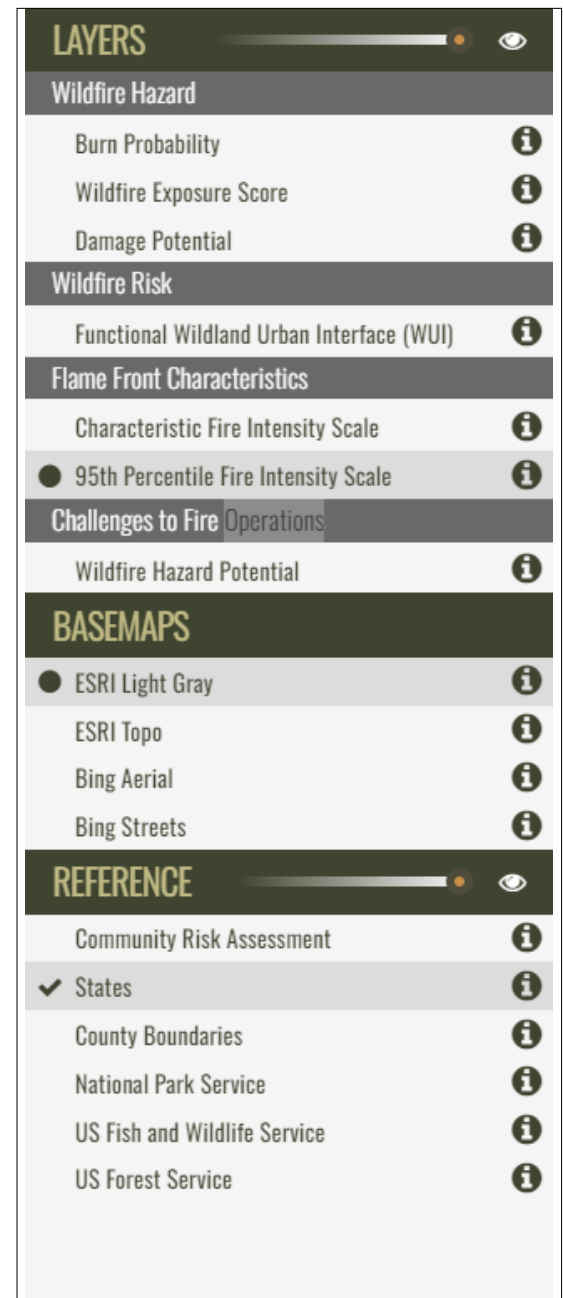 LAYERS
Wildfire Hazard
Burn Probability
Wildfire Exposure Score
Damage Potential
Wildfire Risk
Functional Wildland Urban Interface (WUI)
Flame Front Characteristics
Characteristic Fire Intensity Scale
95th Percentile Fire Intensity Scale
Challenges to Fire Operations
Wildfire Hazard Potential
BASEMAPS
ESRI Light Gray
ESRI Topo
Bing Aerial
Bing Streets
REFERENCE
Community Risk Assessment
States
County Boundaries
National Park Service
US Fish and Wildlife Service
US Forest Service